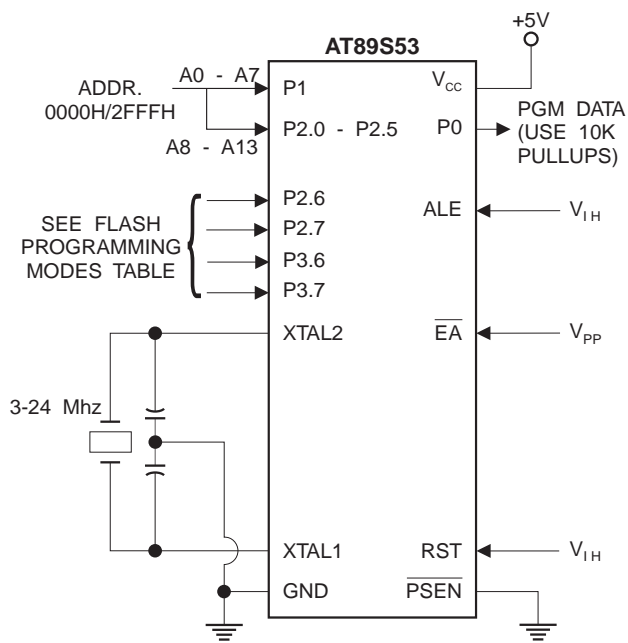 +5V
AT89S53
A0 - A7
ADDR.
0000H/2FFFH
P1
VCC
PGM DATA
(USE 10K
PULLUPS)
P2.0 - P2.5
P0
A8 - A13
P2.6
ALE
VIH
SEE FLASH
PROGRAMMING
MODES TABLE
P2.7
P3.6
P3.7
XTAL2
EA
VPP
3-24 Mhz
XTAL1
RST
VIH
GND
PSEN